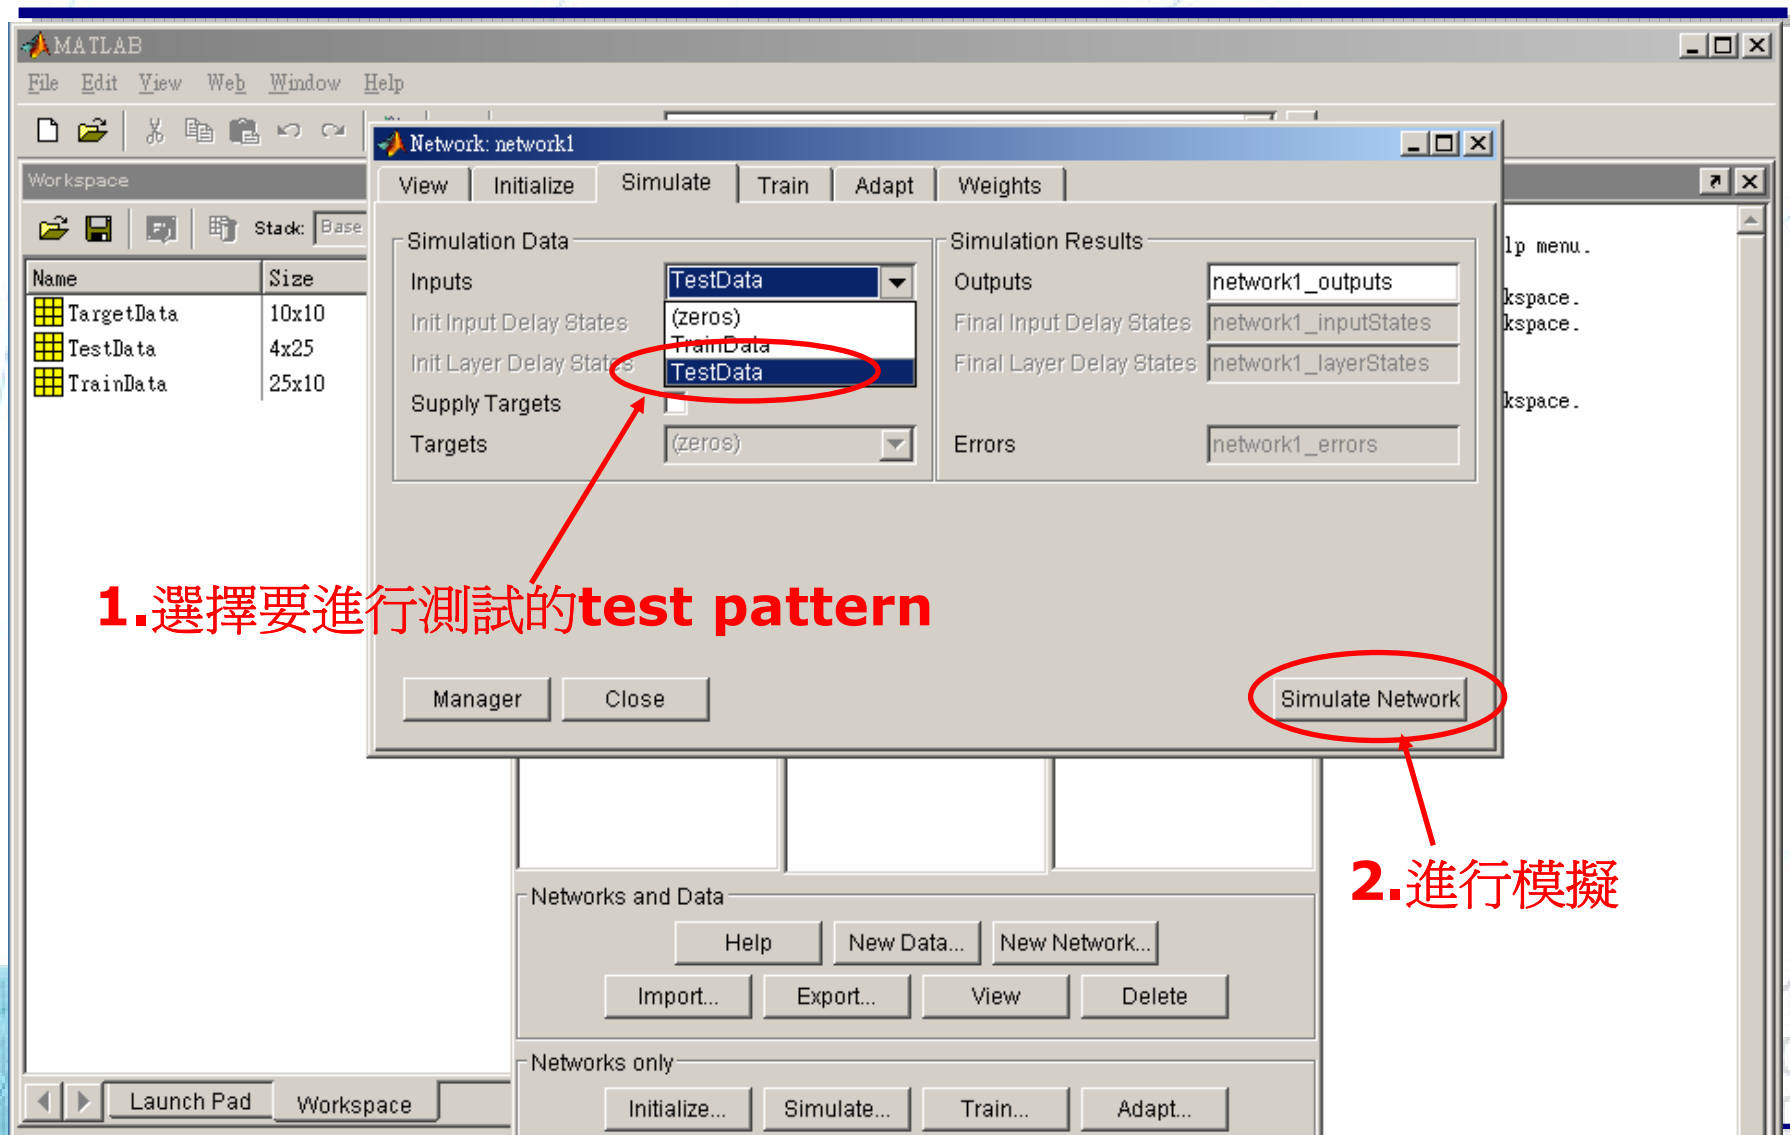 MATLAB
File Edit View Web Window Help
Workspace
Stack: Base
Name Size
TargetData 10x10
TestData 4x25
TrainData 25x10
Network: network1
View Initialize Simulate Train Adapt Weights
Simulation Data
Inputs TestData
Init Input Delay States (zeros)
TrainData
Init Layer Delay States TestData
Supply Targets
Targets (zeros)
Simulation Results
Outputs network1_outputs
Final Input Delay States network1_inputStates
Final Layer Delay States network1_layerStates
Errors network1_errors
lp menu.
kspace.
kspace.
kspace.
1.選擇要進行測試的test pattern
Manager Close Simulate Network
2.進行模擬
Networks and Data
Help New Data... New Network...
Import... Export... View Delete
Networks only
Initialize... Simulate... Train... Adapt...
Launch Pad Workspace